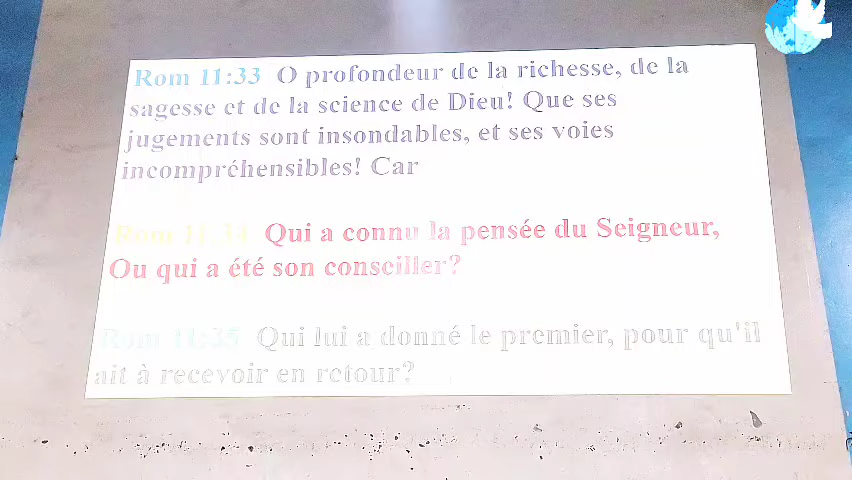 Rom 11:33 O profondeur de la richesse, de la
sagesse et de la science de Dieu! Que ses
jugements sont insondables, et ses voies
incompréhensibles! Car
Rom 11:34 Qui a connu la pensée du Seigneur,
Ou qui a été son conseiller?
Rom 11:35 Qui lui a donné le premier, pour qu'il
ait à recevoir en retour?